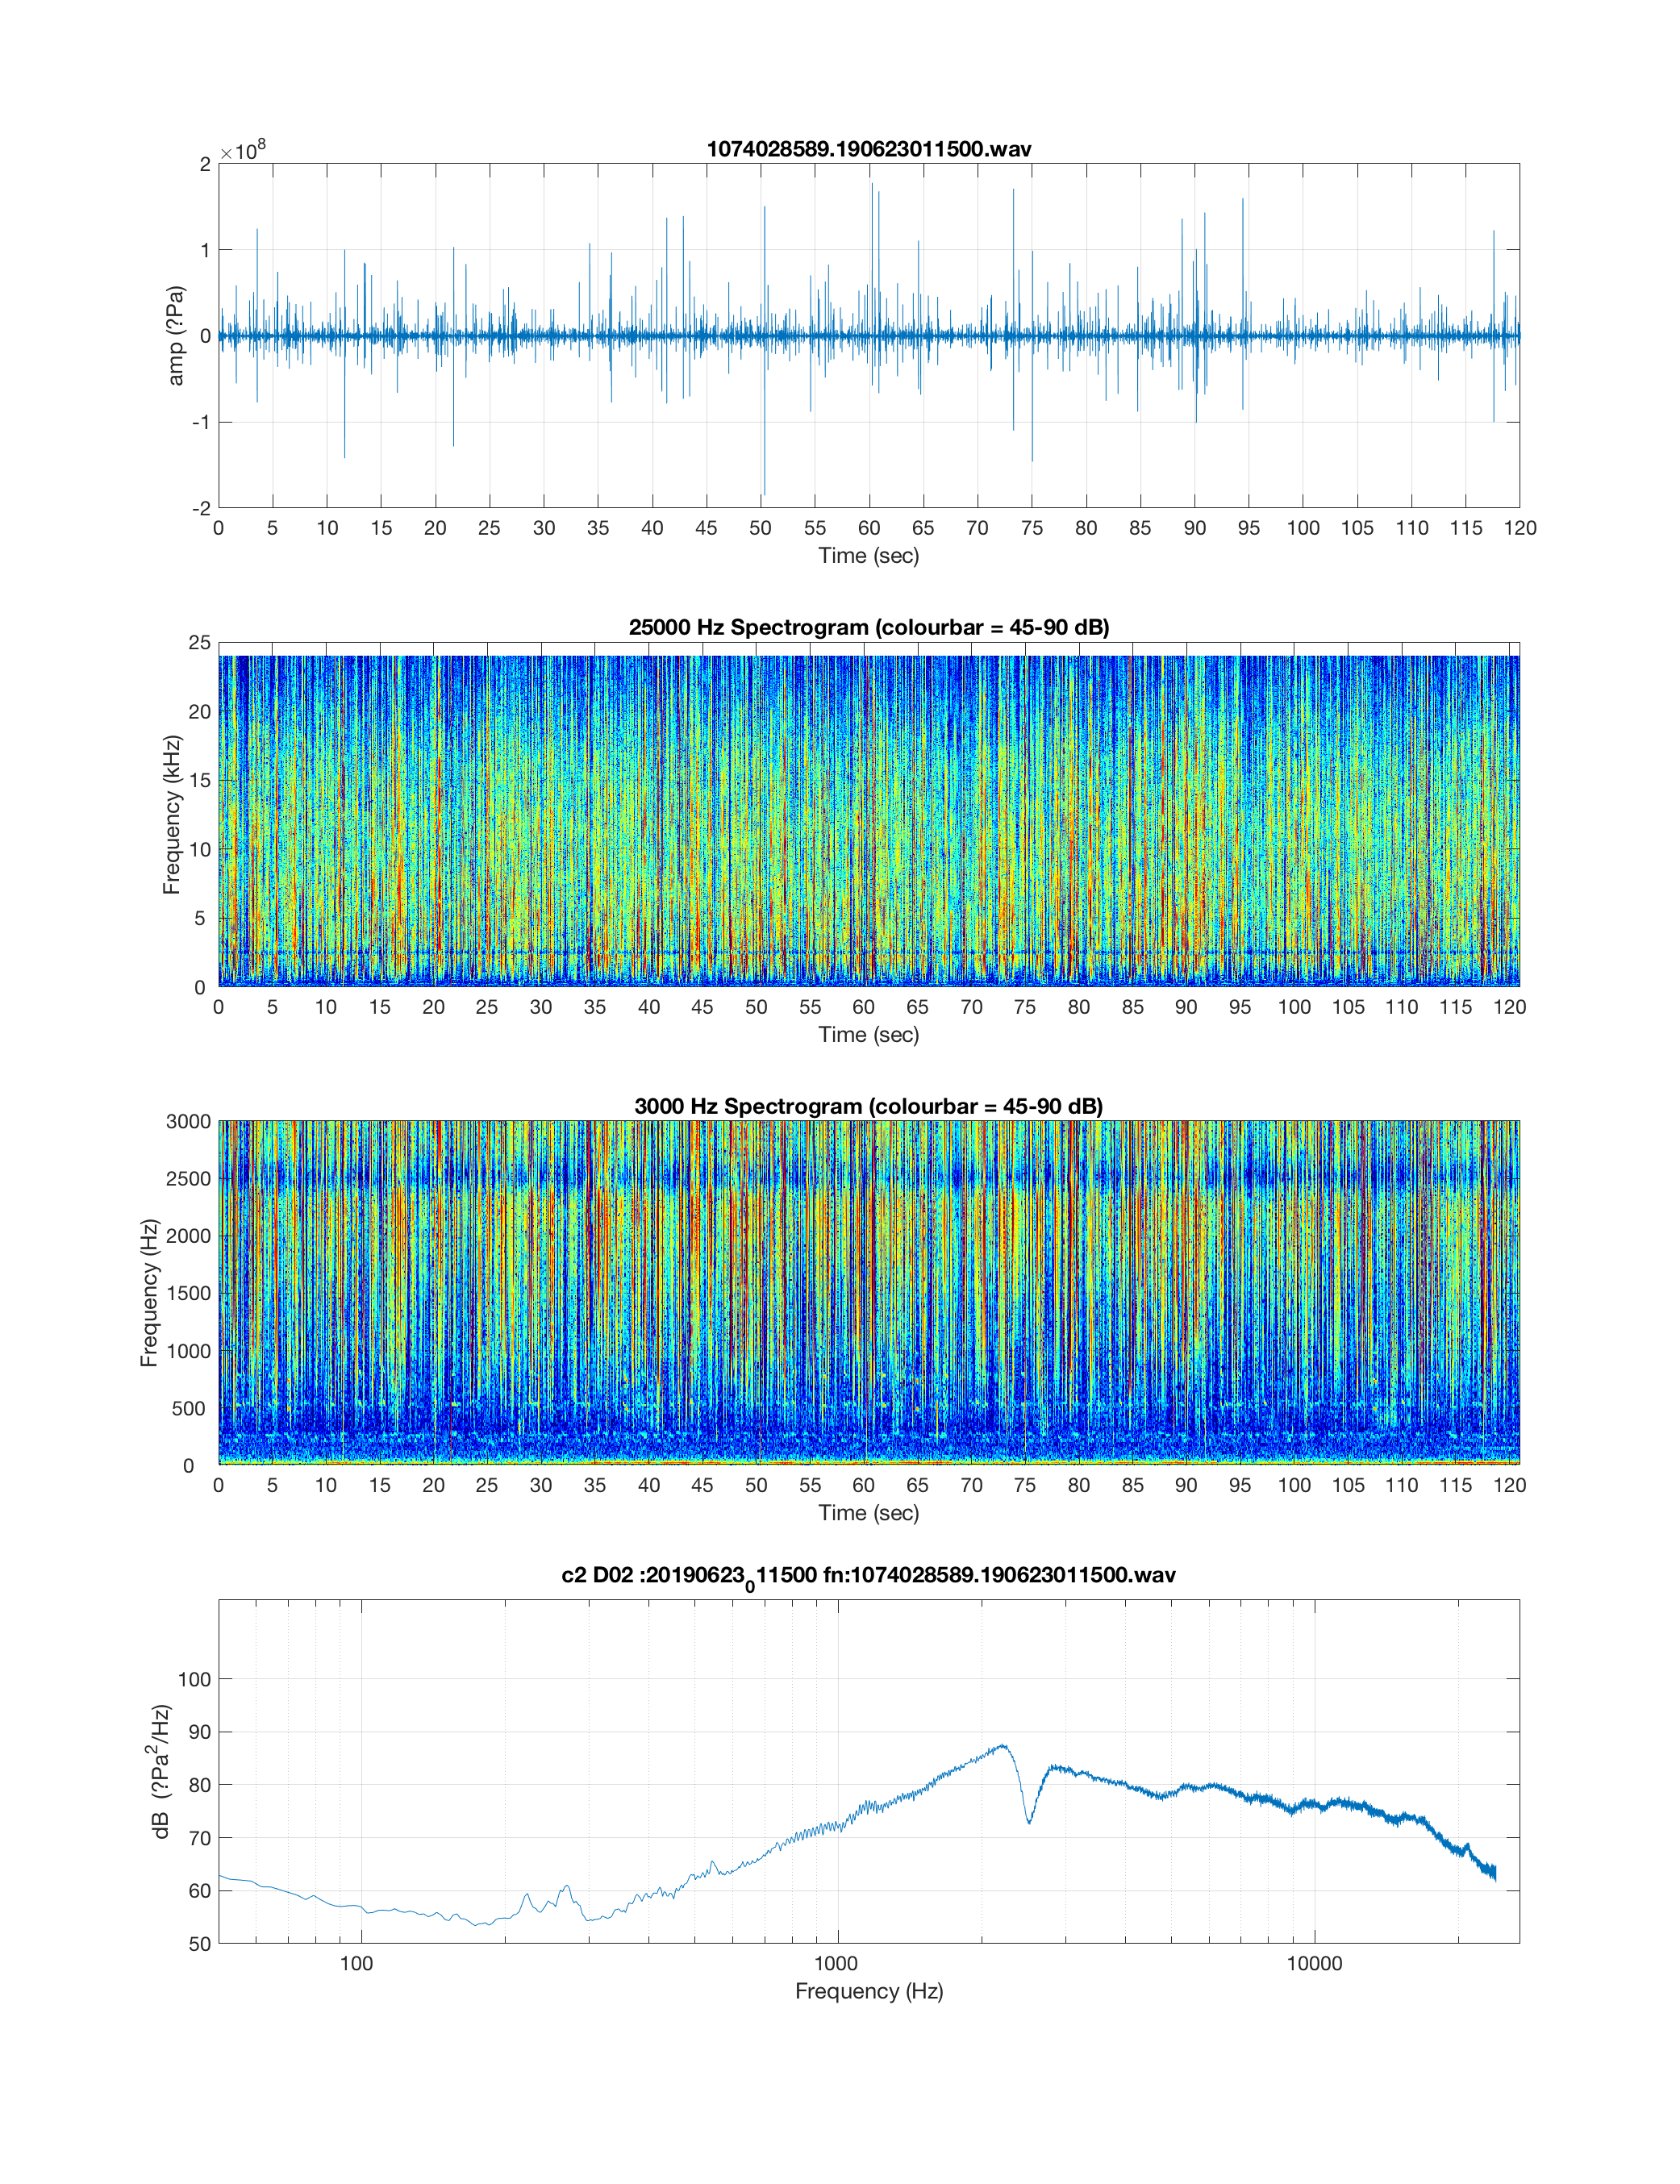 1074028589.190623011500.wav
×10^8
2
1
0
-1
-2
amp (?Pa)
0 5 10 15 20 25 30 35 40 45 50 55 60 65 70 75 80 85 90 95 100 105 110 115 120
Time (sec)
25000 Hz Spectrogram (colourbar = 45-90 dB)
25
20
15
10
5
0
Frequency (kHz)
0 5 10 15 20 25 30 35 40 45 50 55 60 65 70 75 80 85 90 95 100 105 110 115 120
Time (sec)
3000 Hz Spectrogram (colourbar = 45-90 dB)
3000
2500
2000
1500
1000
500
0
Frequency (Hz)
0 5 10 15 20 25 30 35 40 45 50 55 60 65 70 75 80 85 90 95 100 105 110 115 120
Time (sec)
c2 D02 :20190623_011500 fn:1074028589.190623011500.wav
100
90
80
70
60
50
dB (?Pa^2/Hz)
100 1000 10000
Frequency (Hz)